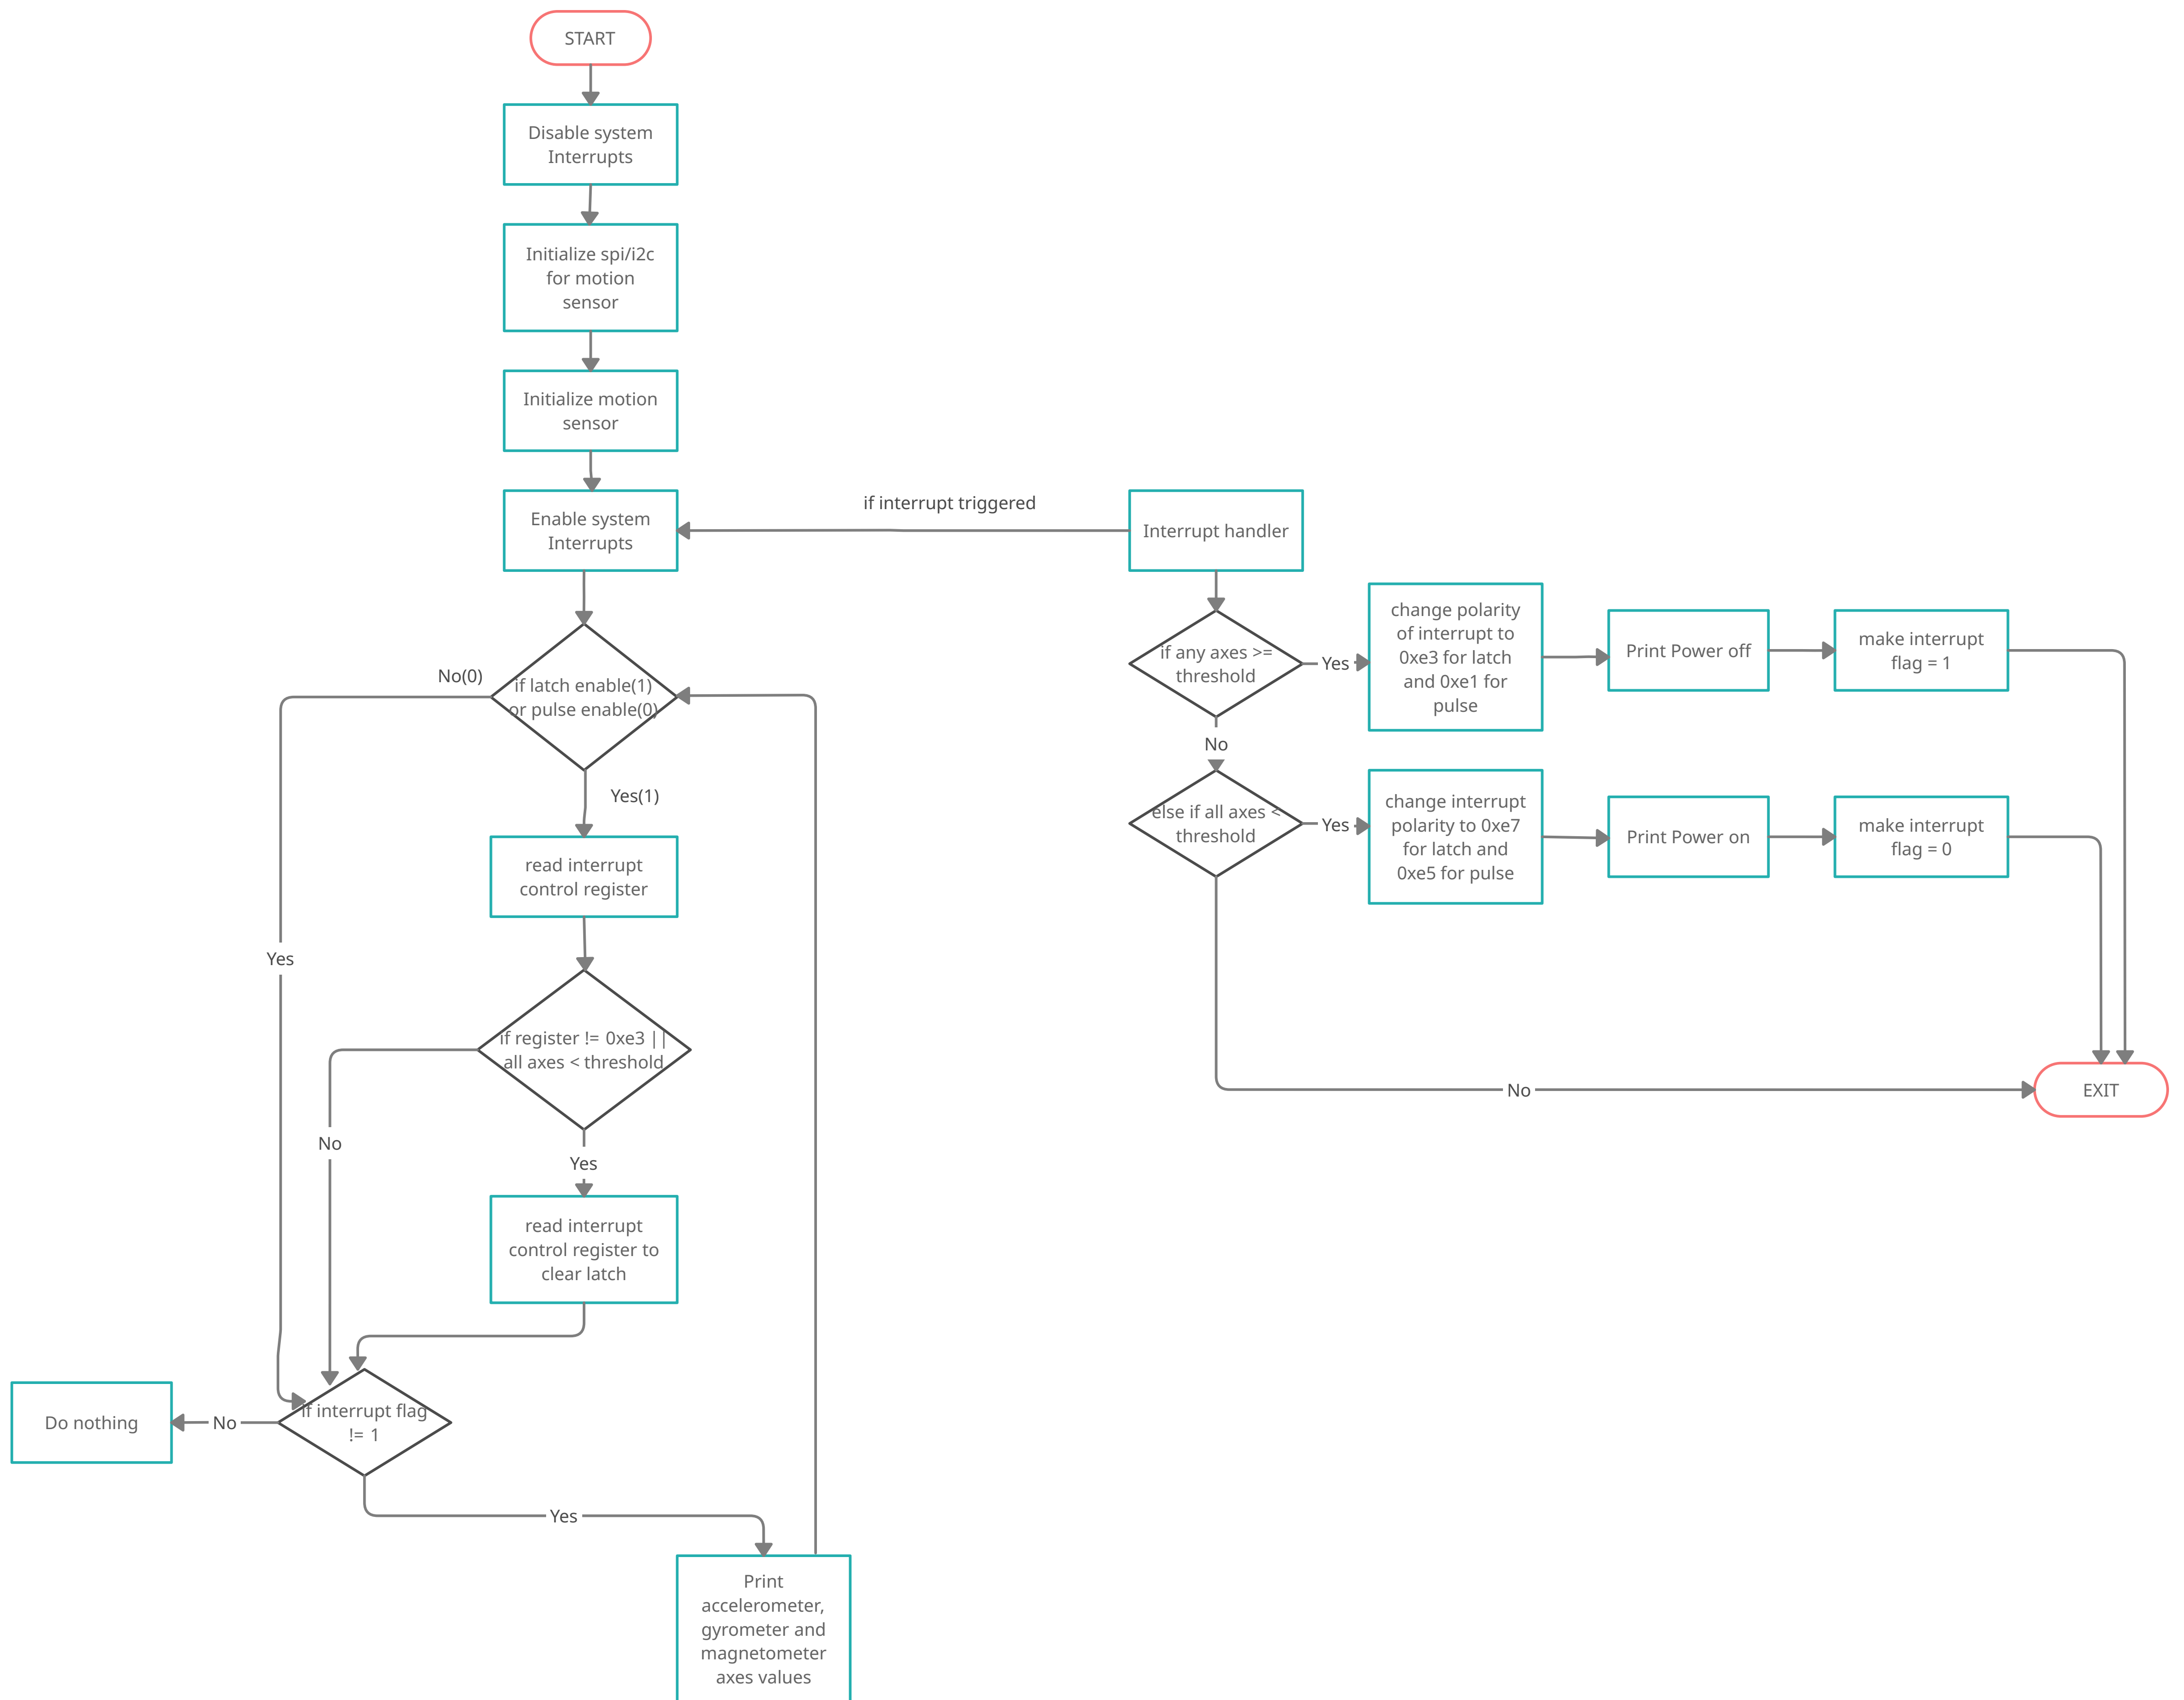 START
Disable system
Interrupts
Initialize spi/i2c
for motion
sensor
Initialize motion
sensor
Enable system
Interrupts
if interrupt triggered
Interrupt handler
if any axes >=
threshold
Yes
change polarity
of interrupt to
0xe3 for latch
and 0xe1 for
pulse
Print Power off
make interrupt
flag = 1
No
else if all axes <
threshold
Yes
change interrupt
polarity to 0xe7
for latch and
0xe5 for pulse
Print Power on
make interrupt
flag = 0
No
EXIT
No(0)
if latch enable(1)
or pulse enable(0)
Yes(1)
read interrupt
control register
Yes
if register != 0xe3 ||
all axes < threshold
No
Yes
read interrupt
control register to
clear latch
Do nothing
No
if interrupt flag
!= 1
Yes
Print
accelerometer,
gyrometer and
magnetometer
axes values